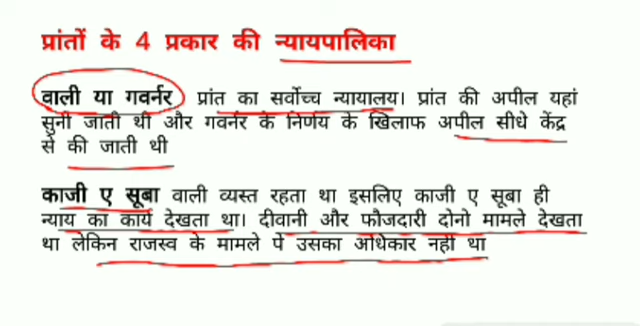 प्रांतों के 4 प्रकार की न्यायपालिका
वाली या गवर्नर प्रांत का सर्वोच्च न्यायालय। प्रांत की अपील यहां
सुनी जाती थी और गवर्नर के निर्णय के खिलाफ अपील सीधे केंद्र
से की जाती थी
काजी ए सूबा वाली व्यस्त रहता था इसलिए काजी ए सूबा ही
न्याय का कार्य देखता था। दीवानी और फौजदारी दोनो मामले देखता
था लेकिन राजस्व के मामले पे उसका अधिकार नहीं था